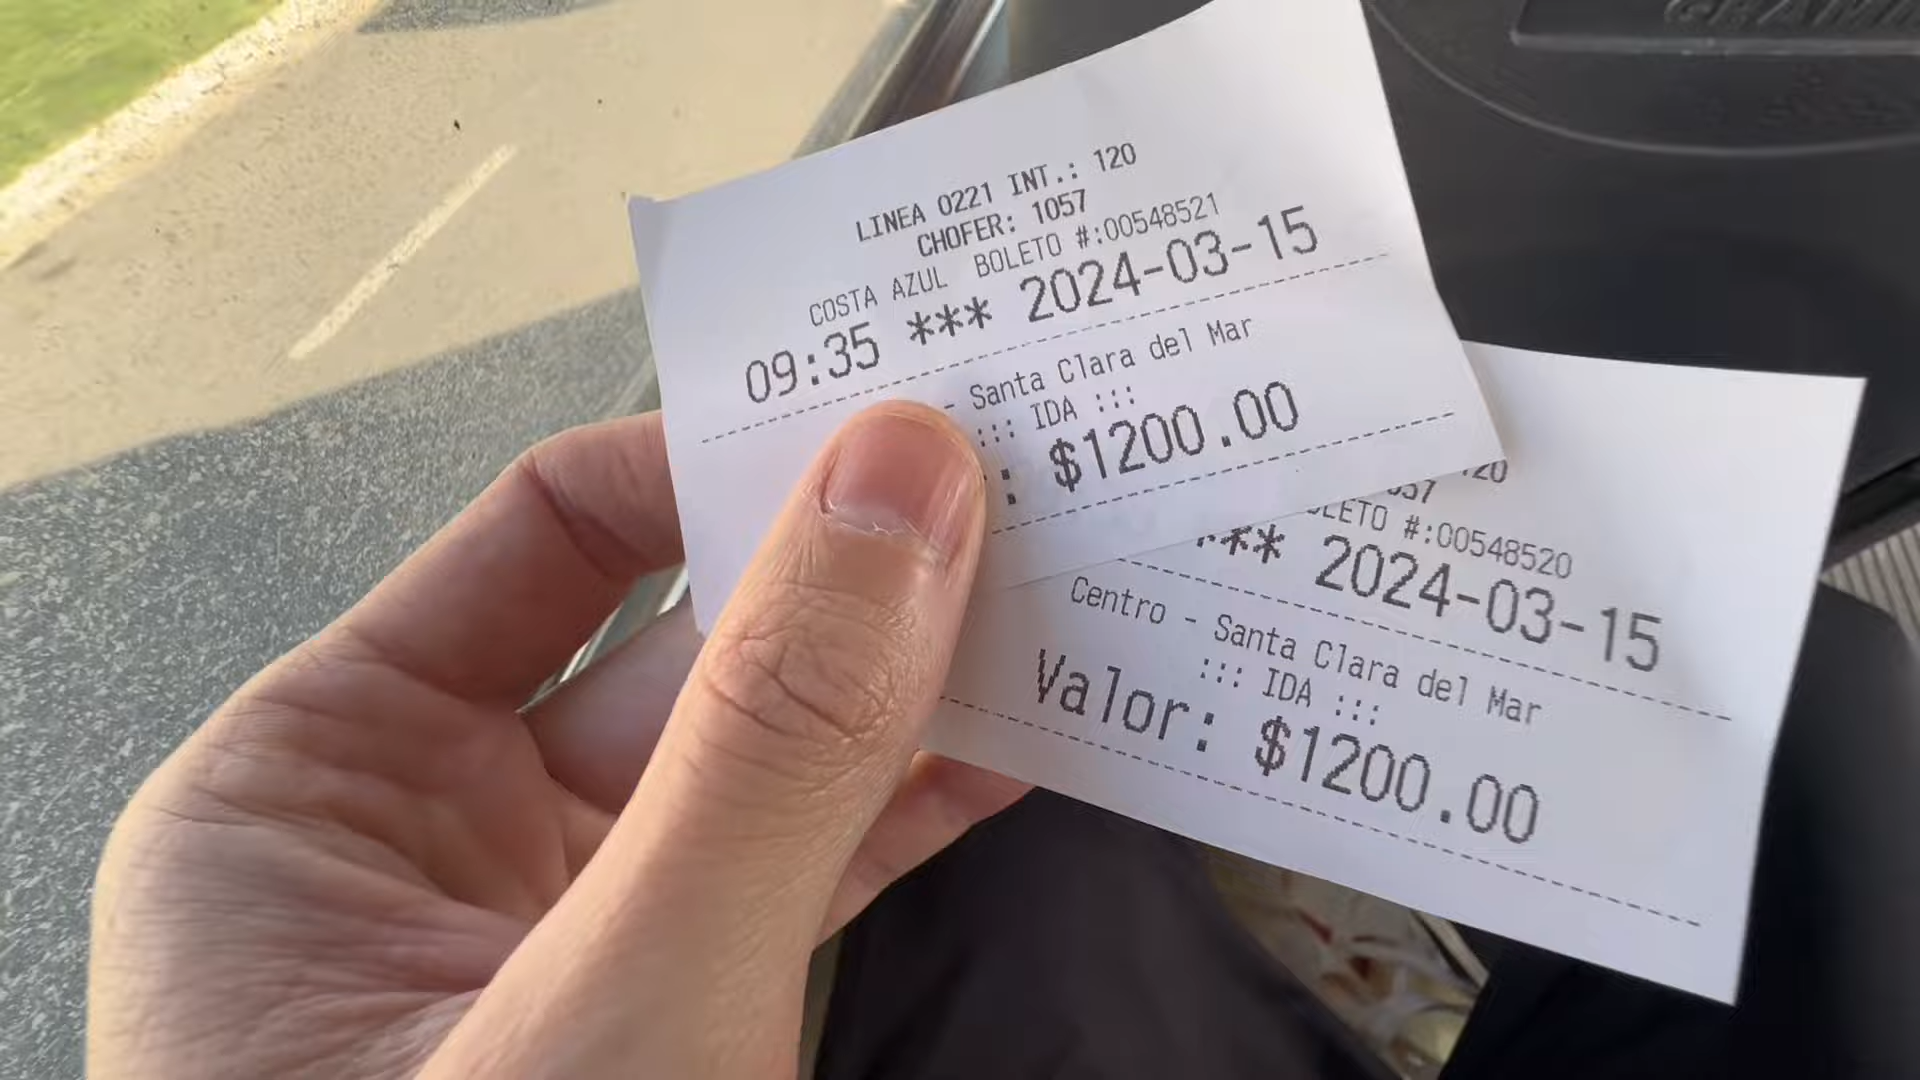 LINEA 0221 INT.: 120
CHOFER: 1057
COSTA AZUL BOLETO #:00548521
09:35 *** 2024-03-15
- Santa Clara del Mar
::: IDA :::
: $1200.00
120
057
BOLETO #:00548520
*** 2024-03-15
Centro - Santa Clara del Mar
::: IDA :::
Valor: $1200.00